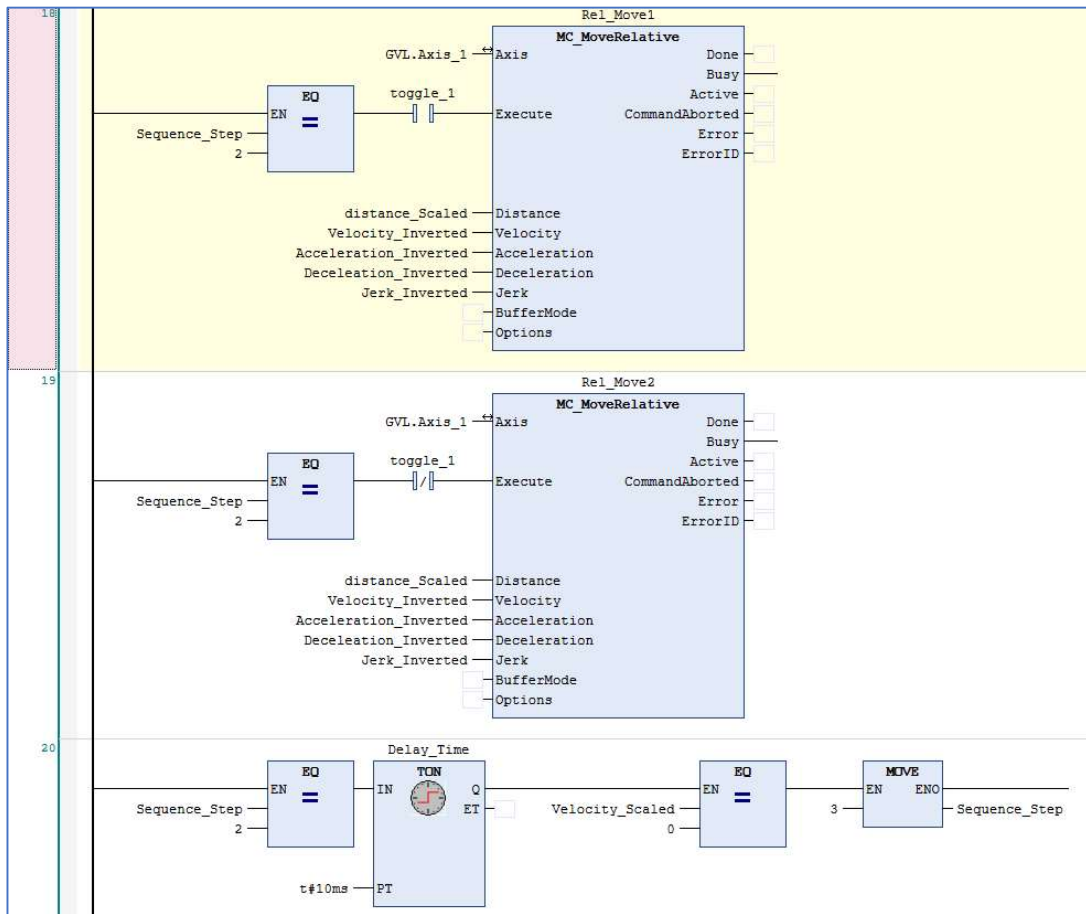 18
Rel_Move1
MC_MoveRelative
GVL.Axis_1 Axis Done
Busy
Active
EQ toggle_1
EN Execute CommandAborted
Sequence_Step = Error
2 ErrorID
distance_Scaled Distance
Velocity_Inverted Velocity
Acceleration_Inverted Acceleration
Deceleation_Inverted Deceleration
Jerk_Inverted Jerk
BufferMode
Options
19
Rel_Move2
MC_MoveRelative
GVL.Axis_1 Axis Done
Busy
EQ toggle_1 Active
EN / Execute CommandAborted
Sequence_Step = Error
2 ErrorID
distance_Scaled Distance
Velocity_Inverted Velocity
Acceleration_Inverted Acceleration
Deceleation_Inverted Deceleration
Jerk_Inverted Jerk
BufferMode
Options
20
Delay_Time
EQ TON EQ MOVE
EN IN Q EN EN ENO
Sequence_Step = ET Velocity_Scaled = 3 Sequence_Step
2 0
t#10ms PT